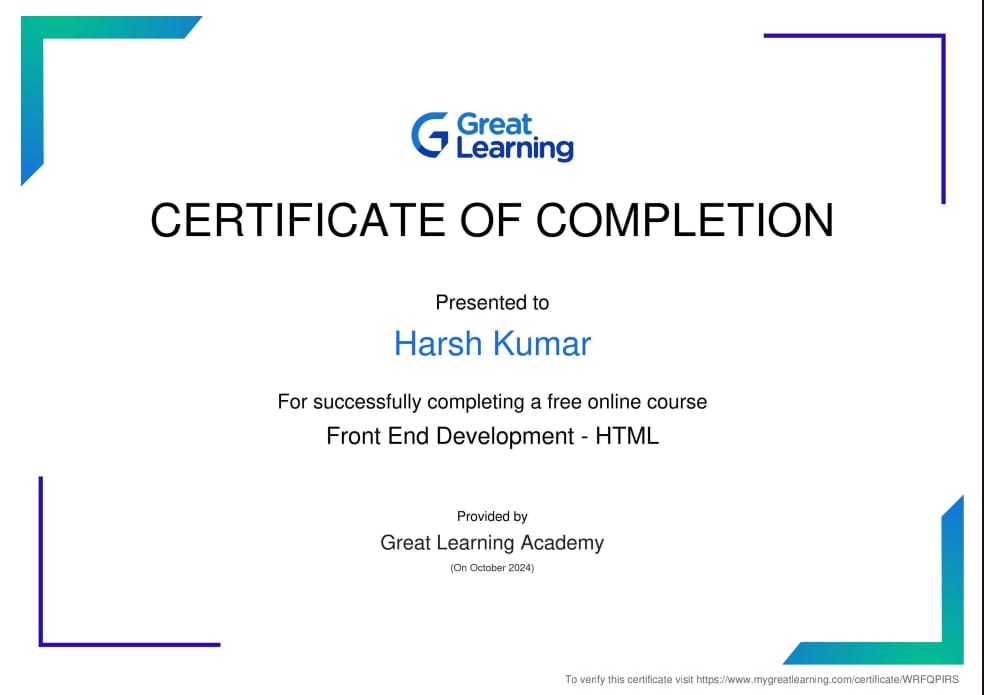 Great
Learning
CERTIFICATE OF COMPLETION
Presented to
Harsh Kumar
For successfully completing a free online course
Front End Development - HTML
Provided by
Great Learning Academy
(On October 2024)
To verify this certificate visit https://www.mygreatlearning.com/certificate/WRFQPIRS